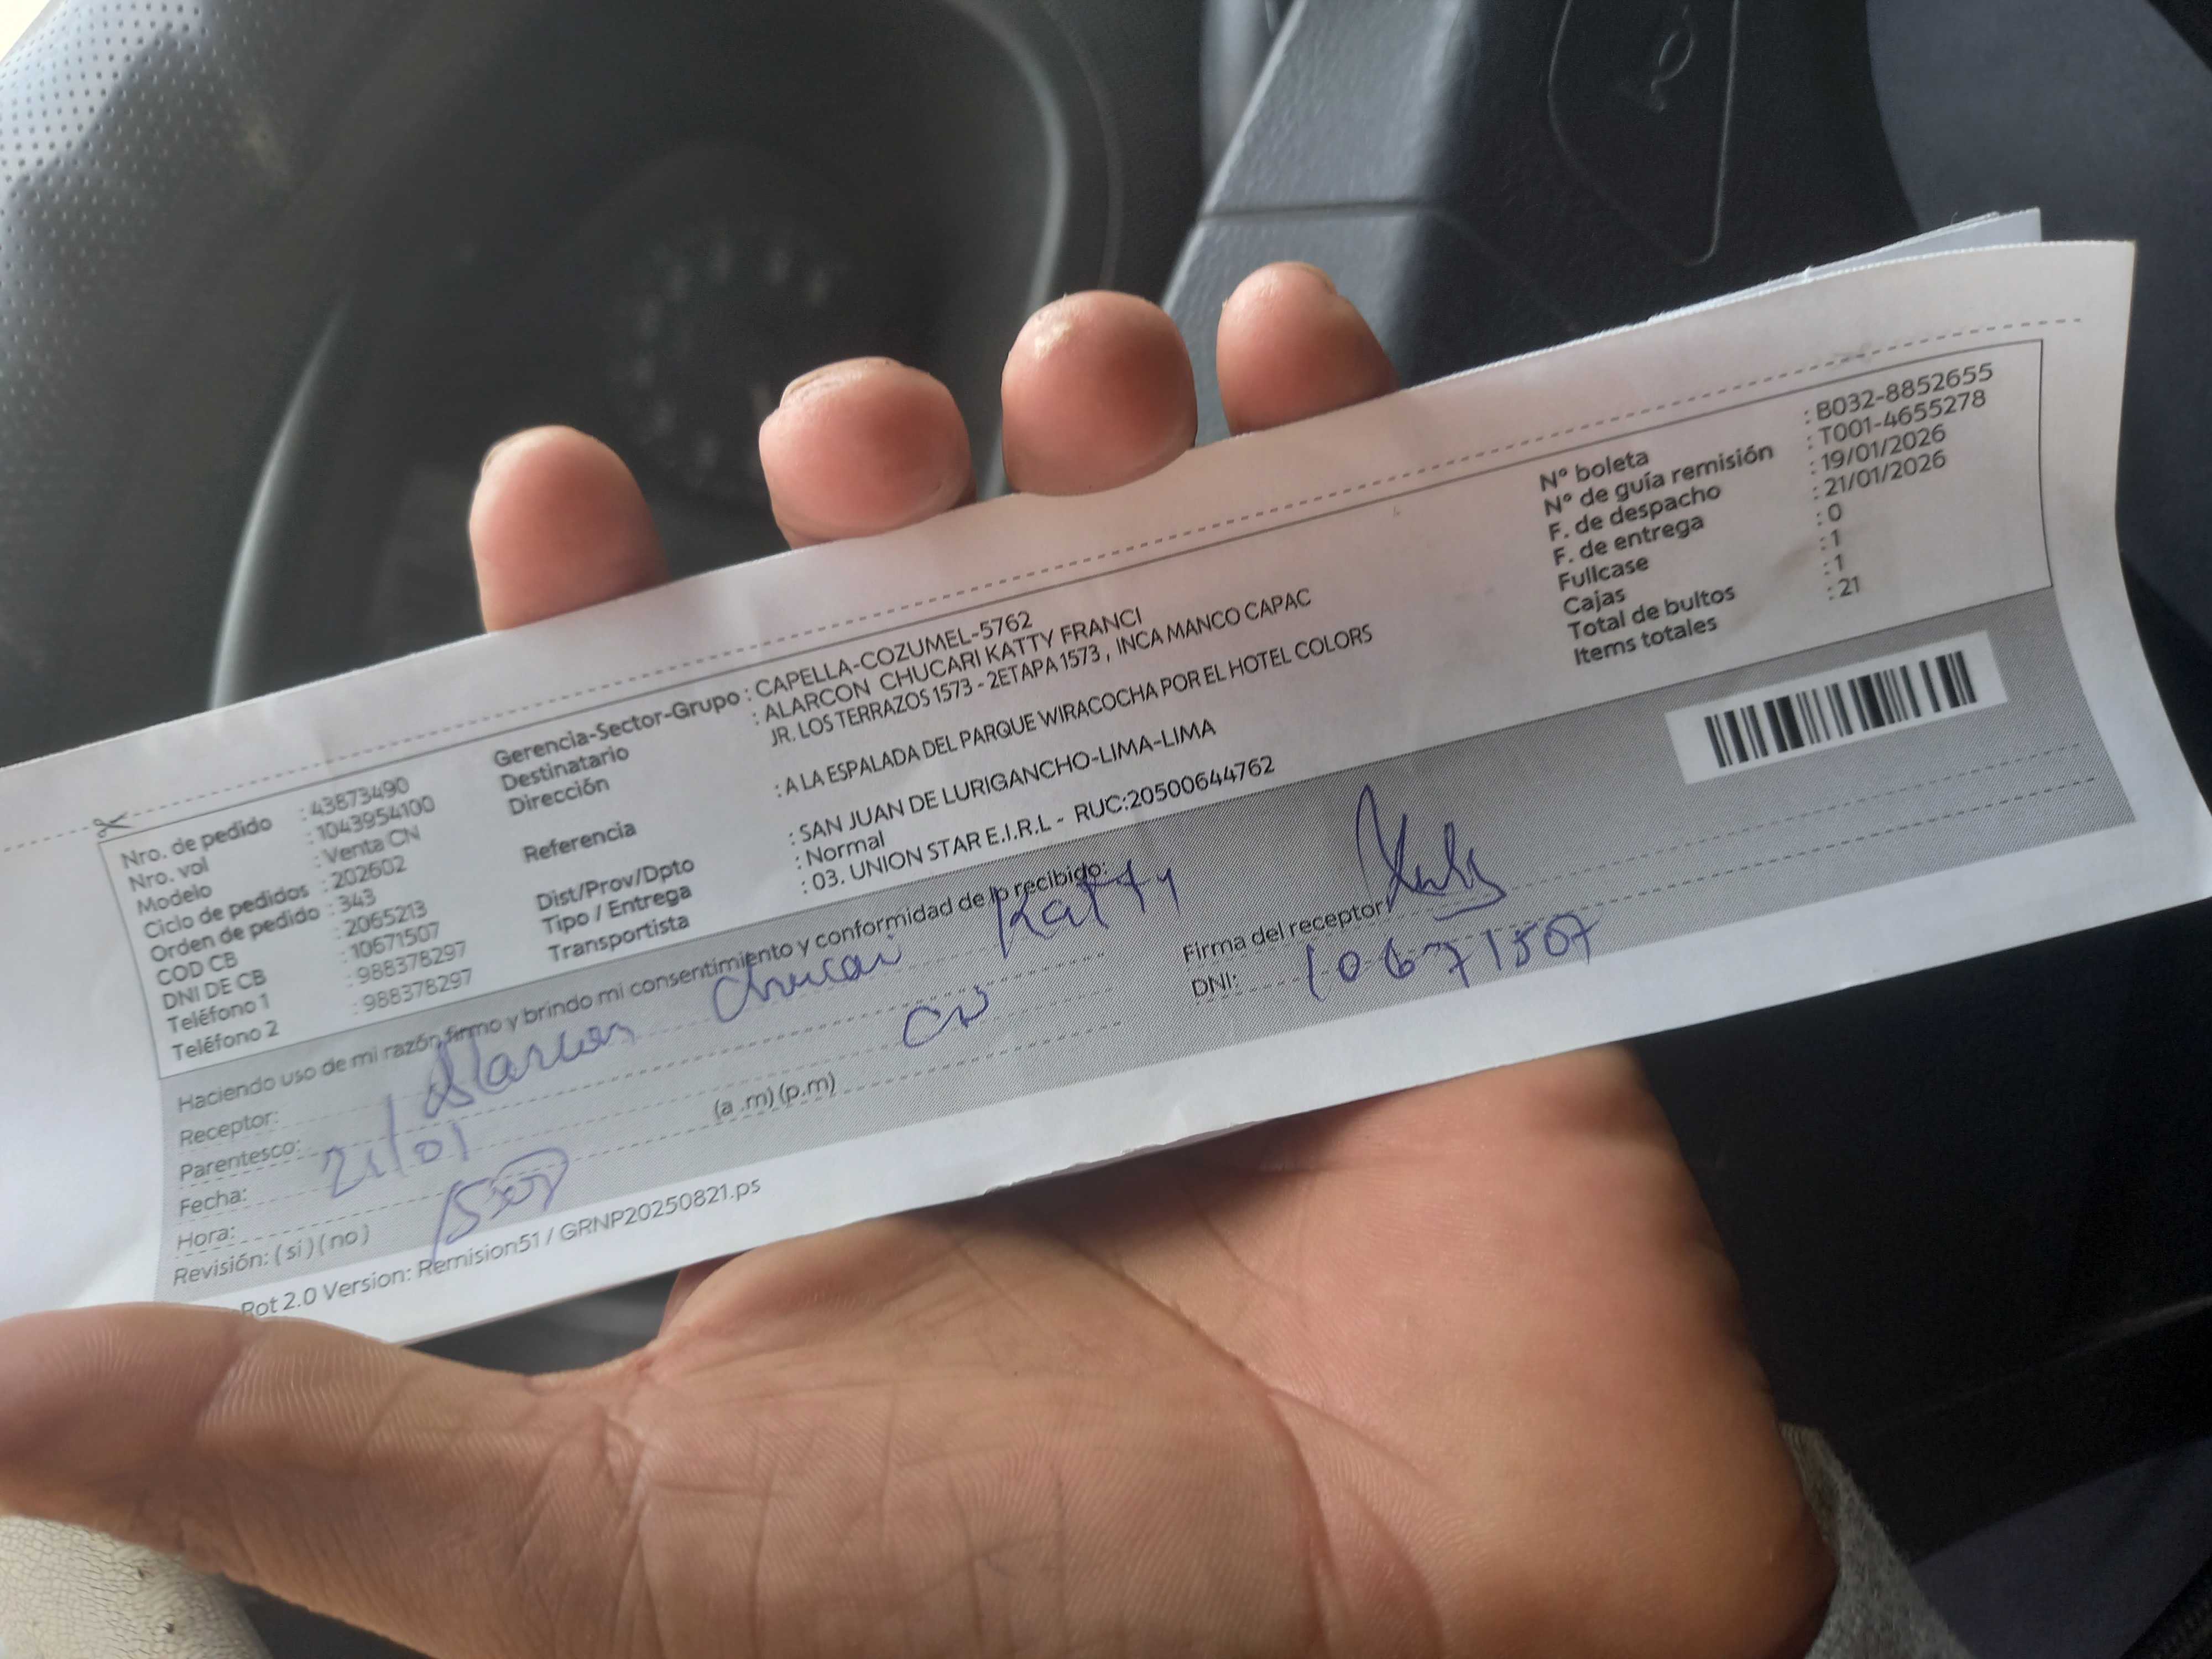 Nro. de pedido : 43873490
Nro. vol : 1043954100
Modelo : Venta CN
Ciclo de pedidos : 202602
Orden de pedido : 343
COD CB : 2065213
DNI DE CB : 10671507
Teléfono 1 : 988378297
Teléfono 2 : 988378297
Gerencia-Sector-Grupo : CAPELLA-COZUMEL-5762
Destinatario : ALARCON CHUCARI KATTY FRANCI
Dirección JR. LOS TERRAZOS 1573 - 2ETAPA 1573 , INCA MANCO CAPAC
Referencia : A LA ESPALADA DEL PARQUE WIRACOCHA POR EL HOTEL COLORS
Dist/Prov/Dpto : SAN JUAN DE LURIGANCHO-LIMA-LIMA
Tipo / Entrega : Normal
Transportista : 03. UNION STAR E.I.R.L - RUC:20500644762
N° boleta : B032-8852655
N° de guía remisión : T001-4655278
F. de despacho : 19/01/2026
F. de entrega : 21/01/2026
Fullcase : 0
Cajas : 1
Total de bultos : 1
Items totales : 21
Haciendo uso de mi razón firmo y brindo mi consentimiento y conformidad de lo recibido:
Receptor: Alarcon Chucari Katty
Parentesco: CN
Fecha: 21/01
Hora: (a .m) (p.m)
Revisión: ( si ) ( no )
Firma del receptor:
DNI: 10671507
Rot 2.0 Version: Remision51 / GRNP20250821.ps